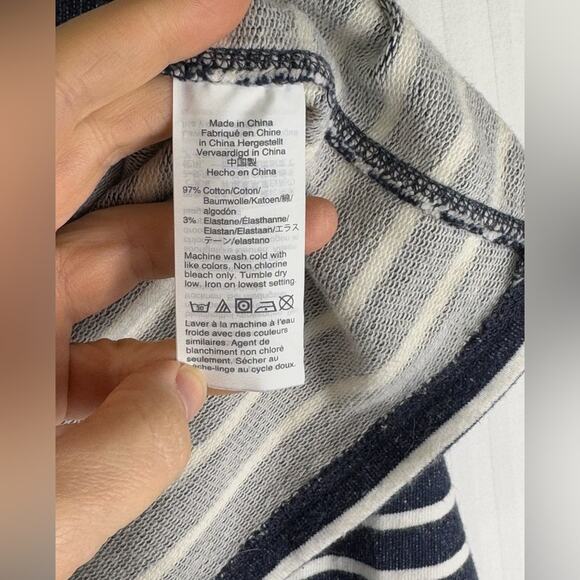 Made in China
Fabriqué en Chine
in China Hergestellt
Vervaardigd in China
中国製
Hecho en China
97% Cotton/Coton/
Baumwolle/Katoen/綿/
algodón
3% Elastane/Élasthanne/
Elastan/Elastaan/エラス
テーン/elastano
Machine wash cold with
like colors. Non chlorine
bleach only. Tumble dry
low. Iron on lowest setting.
Laver à la machine à l'eau
froide avec des couleurs
similaires. Agent de
blanchiment non chloré
seulement. Sécher au
sèche-linge au cycle doux.